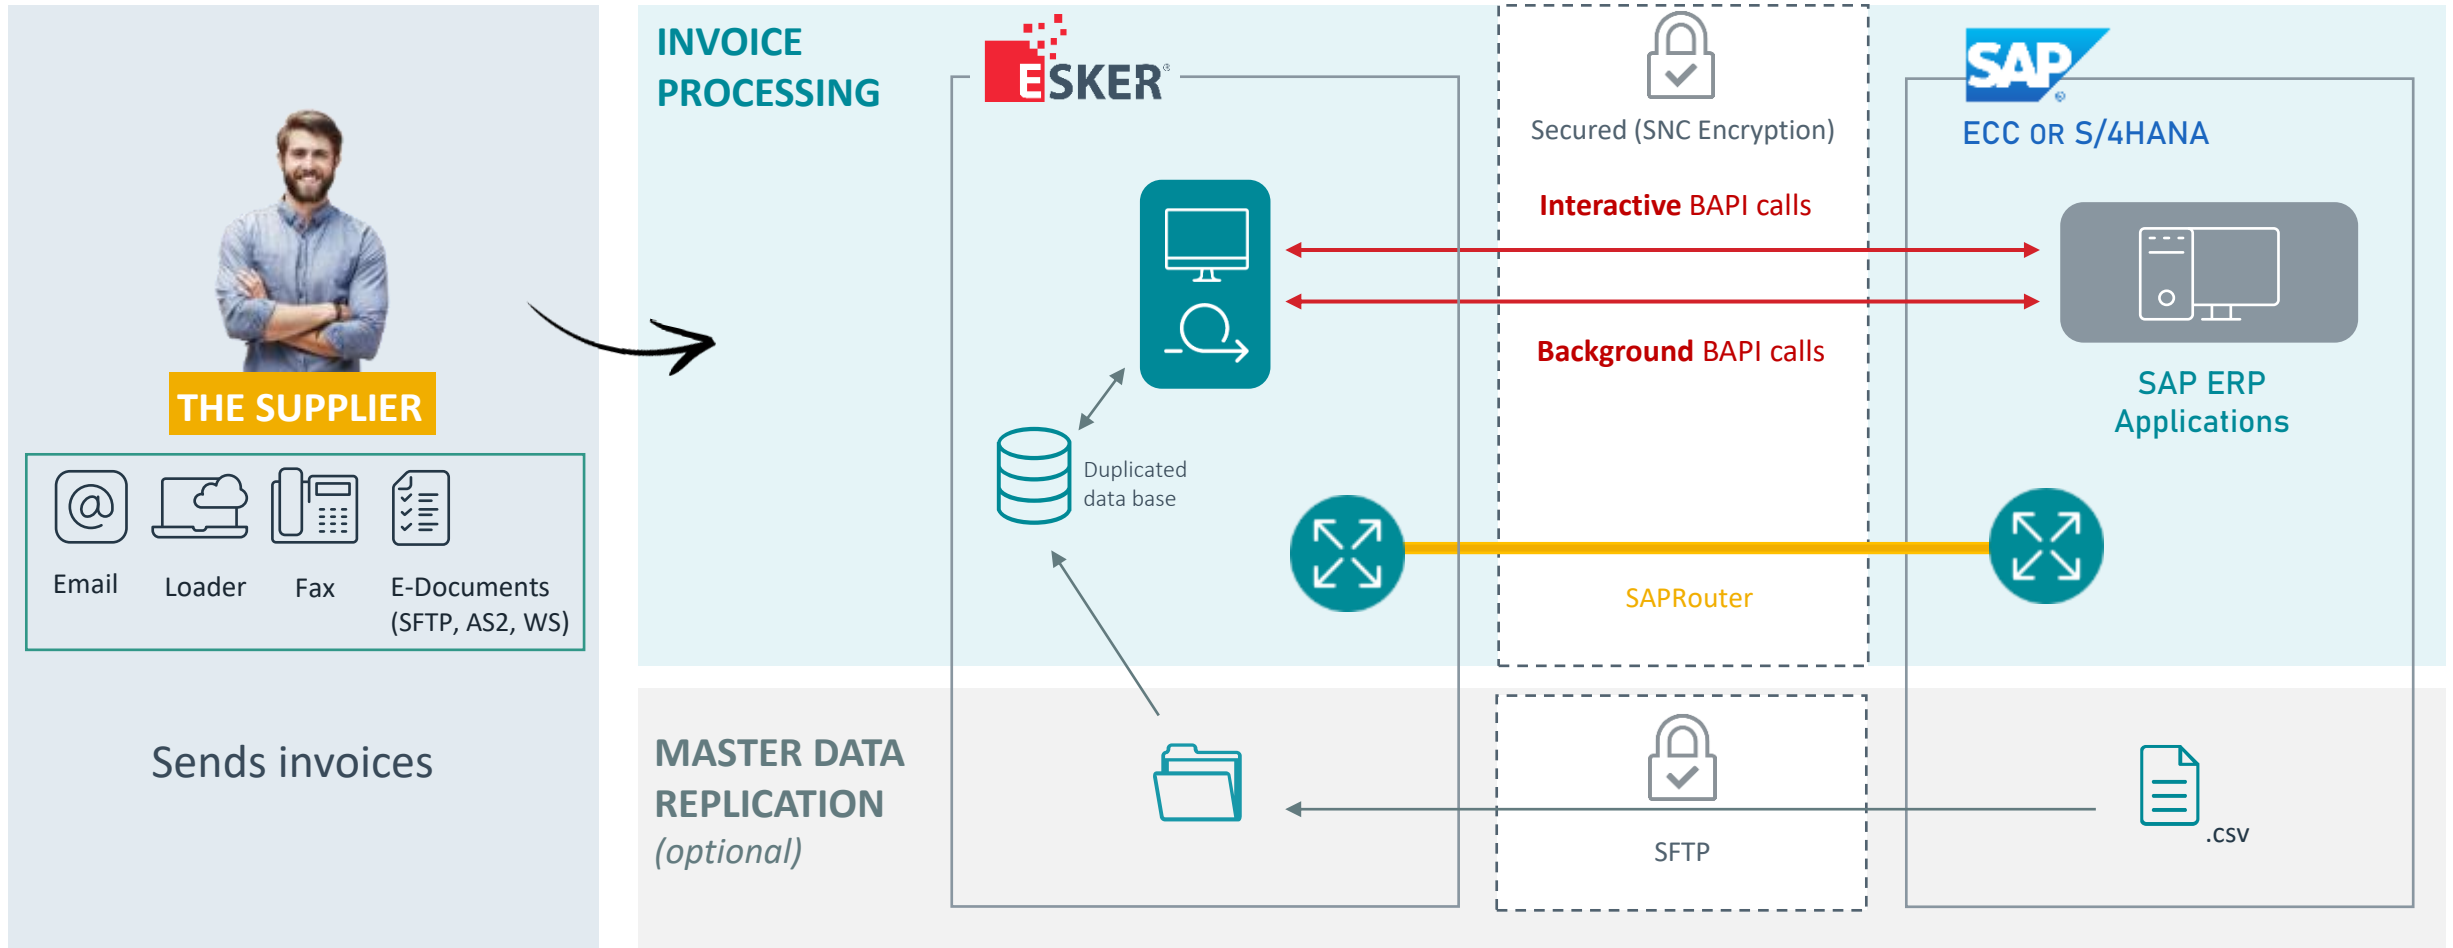 THE SUPPLIER
@
Email
Loader
Fax
E-Documents
(SFTP, AS2, WS)
Sends invoices
INVOICE
PROCESSING
ESKER®
Secured (SNC Encryption)
Interactive BAPI calls
Background BAPI calls
Duplicated
data base
SAPRouter
SAP®
ECC OR S/4HANA
SAP ERP
Applications
MASTER DATA
REPLICATION
(optional)
SFTP
.csv